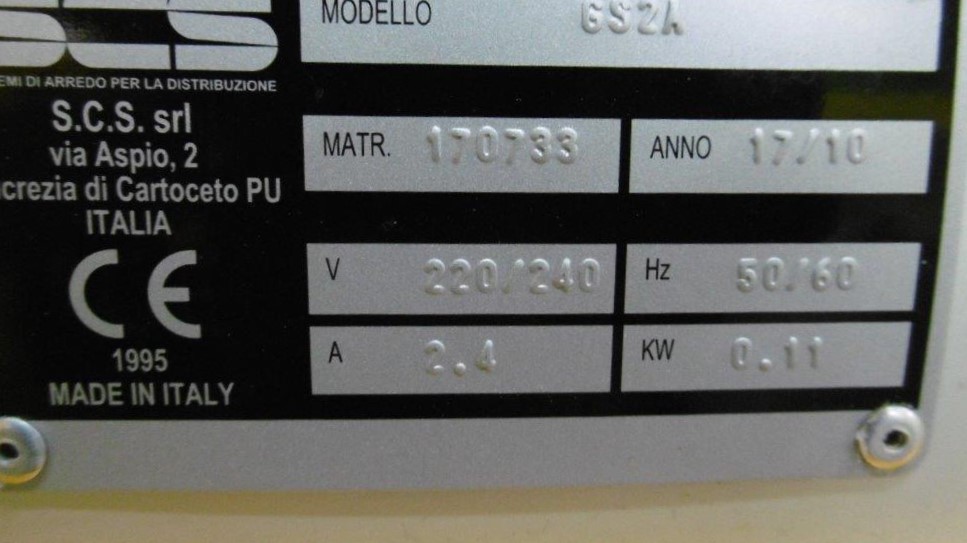 MODELLO GS2A
SCS
EMI DI ARREDO PER LA DISTRIBUZIONE
S.C.S. srl
via Aspio, 2
crezia di Cartoceto PU
ITALIA
CE
1995
MADE IN ITALY
MATR. 170733
ANNO 17/10
V 220/240
Hz 50/60
A 2.4
KW 0.11